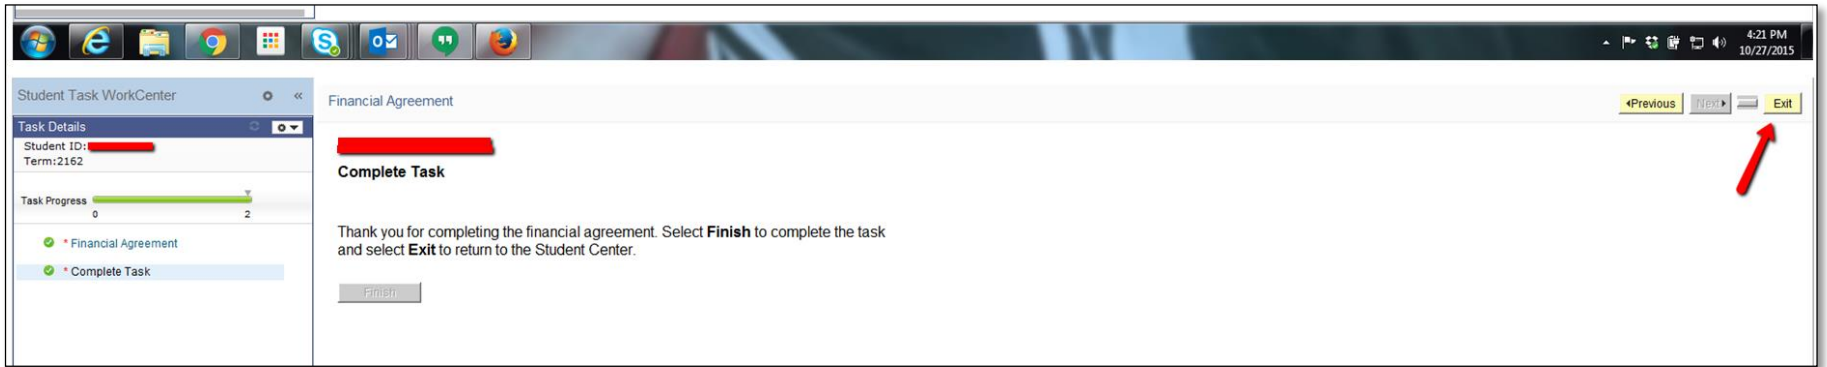 4:21 PM
10/27/2015
Student Task WorkCenter
«
Financial Agreement
Previous
Next
Exit
Task Details
Student ID:
Term:2162
Complete Task
Task Progress
0
2
Thank you for completing the financial agreement. Select Finish to complete the task
and select Exit to return to the Student Center.
* Financial Agreement
* Complete Task
Finish